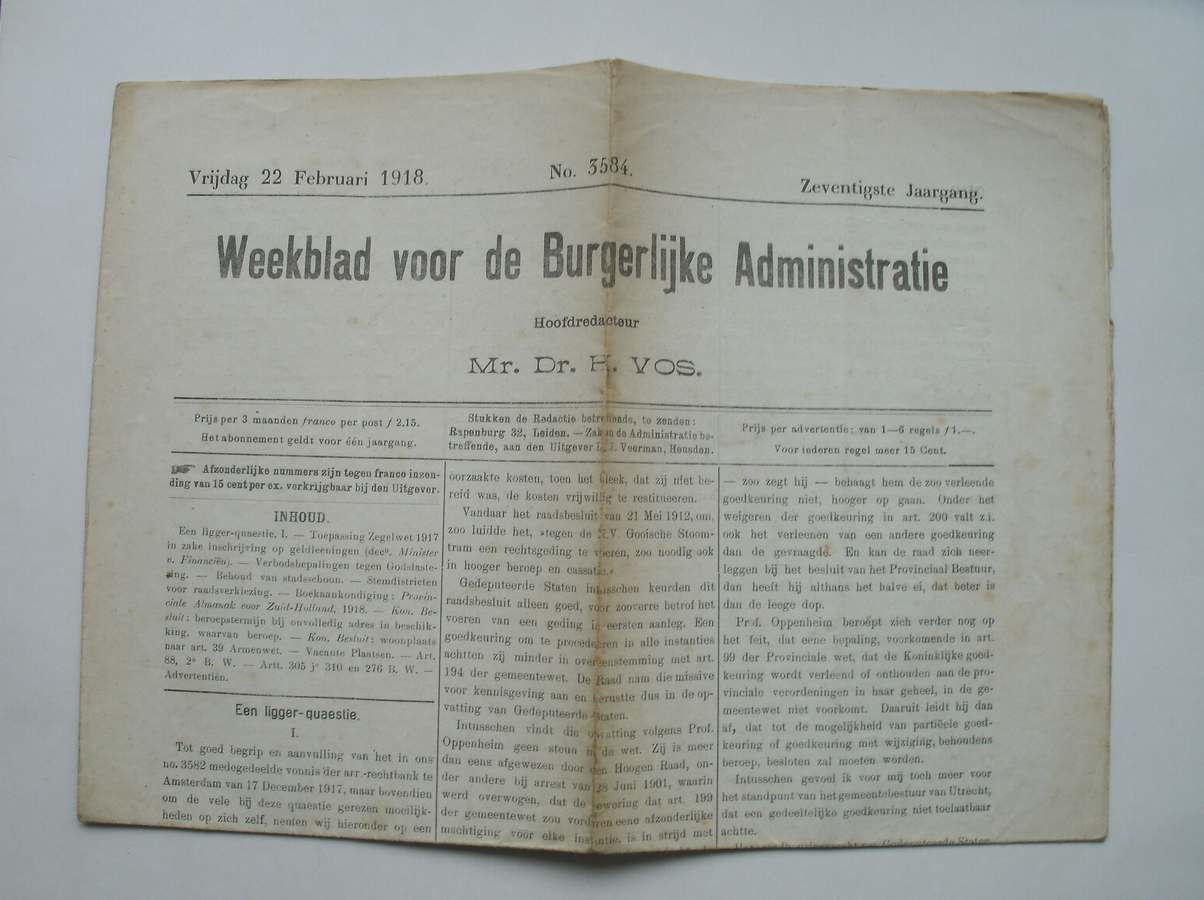 Vrijdag 22 Februari 1918.
No. 3584.
Zeventigste Jaargang.
Weekblad voor de Burgerlijke Administratie
Hoofdredacteur
Mr. Dr. H. VOS.
Prijs per 3 maanden franco per post f 2.15.
Het abonnement geldt voor één jaargang.
Stukken de Redactie betreffende, te zenden:
Rapenburg 32, Leiden. — Zaken de Administratie be-
treffende, aan den Uitgever L. J. Veerman, Heusden.
Prijs per advertentie: van 1—6 regels f 1.—.
Voor iederen regel meer 15 Cent.
Afzonderlijke nummers zijn tegen franco inzen-
ding van 15 cent per ex. verkrijgbaar bij den Uitgever.
INHOUD.
Een ligger-quaestie, I. — Toepassing Zegelwet 1917
in zake inschrijving op geldleeningen (decn. Minister
v. Financiën). — Verbodsbepalingen tegen Godslaste-
ring. — Behoud van stadsschoon. — Stemdistricten
voor raadsverkiezing. — Boekaankondiging: Provin-
ciale Almanak voor Zuid-Holland, 1918. — Kon. Be-
sluit: beroepstermijn bij onvolledig adres in beschik-
king, waarvan beroep. — Kon. Besluit: woonplaats
naar art. 39 Armenwet. — Vacante Plaatsen. — Art.
88, 2° B. W. — Artt. 305 j° 310 en 276 B. W. —
Advertentiën.
Een ligger-quaestie.
I.
Tot goed begrip en aanvulling van het in ons
no. 3582 medegedeelde vonnis der arr.-rechtbank te
Amsterdam van 17 December 1917, maar bovendien
om de vele bij deze quaestie gerezen moeilijk-
heden op zich zelf, nemen wij hieronder op een
oorzaakte kosten, toen het bleek, dat zij niet be-
reid was, de kosten vrijwillig te restitueeren.
Vandaar het raadsbesluit van 21 Mei 1912, om,
zoo luidde het, »tegen de N.V. Gooische Stoom-
tram een rechtsgeding te voeren, zoo noodig ook
in hooger beroep en cassatie.«
Gedeputeerde Staten intusschen keurden dit
raadsbesluit alleen goed, voor zooverre betrof het
voeren van een geding in eersten aanleg. Een
goedkeuring om te procedeeren in alle instanties
achtten zij minder in overeenstemming met art.
194 der gemeentewet. De Raad nam die missive
voor kennisgeving aan en berustte dus in de op-
vatting van Gedeputeerde Staten.
Intusschen vindt die opvatting volgens Prof.
Oppenheim geen steun in de wet. Zij is meer
dan eens afgewezen door den Hoogen Raad, on-
der andere bij arrest van 28 Juni 1901, waarin
werd overwogen, dat de bewering dat art. 199
der gemeentewet zou vorderen eene afzonderlijke
machtiging voor elke instantie, is in strijd met
— zoo zegt hij — behaagt hem de zoo verleende
goedkeuring niet, hooger op gaan. Onder het
weigeren der goedkeuring in art. 200 valt z.i.
ook het verleenen van een andere goedkeuring
dan de gevraagde. En kan de raad zich neer-
leggen bij het besluit van het Provinciaal Bestuur,
dan heeft hij althans het halve ei, dat beter is
dan de leege dop.
Prof. Oppenheim beroept zich verder nog op
het feit, dat eene bepaling, voorkomende in art.
99 der Provinciale wet, dat de Koninklijke goed-
keuring wordt verleend of onthouden aan de pro-
vinciale verordeningen in haar geheel, in de ge-
meentewet niet voorkomt. Daaruit leidt hij dan
af, dat tot de mogelijkheid van partiëele goed-
keuring of goedkeuring met wijziging, behoudens
beroep, besloten zal moeten worden.
Intusschen gevoel ik voor mij toch meer voor
het standpunt van het gemeentebestuur van Utrecht,
dat een gedeeltelijke goedkeuring niet toelaatbaar
achtte.